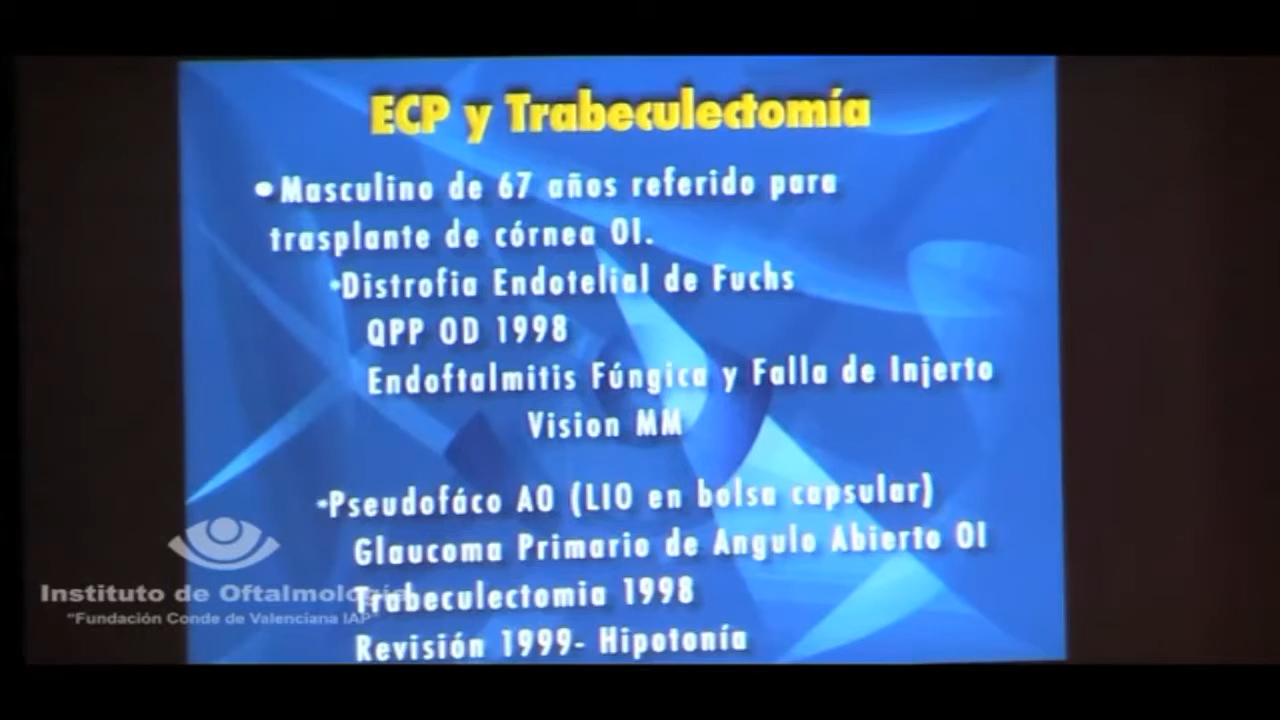 ECP y Trabeculectomía
•Masculino de 67 años referido para
trasplante de córnea OI.
•Distrofia Endotelial de Fuchs
QPP OD 1998
Endoftalmitis Fúngica y Falla de Injerto
Vision MM
•Pseudofáco AO (LIO en bolsa capsular)
Glaucoma Primario de Angulo Abierto OI
Trabeculectomia 1998
Revisión 1999- Hipotonía
Instituto de Oftalmología
"Fundación Conde de Valenciana IAP"